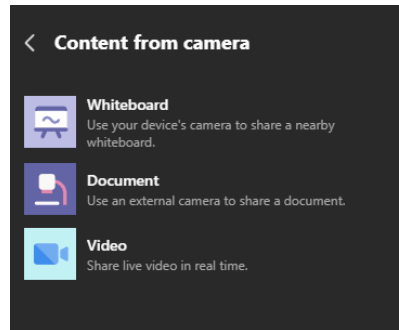 Content from camera
Whiteboard
Use your device's camera to share a nearby
whiteboard.
Document
Use an external camera to share a document.
Video
Share live video in real time.